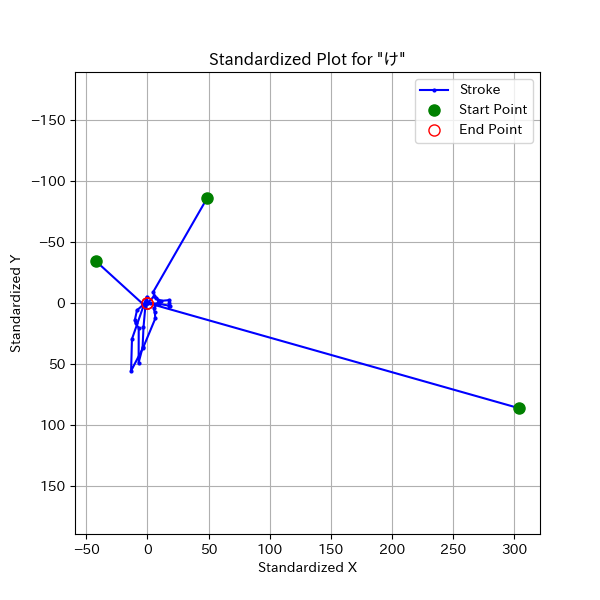 Standardized Plot for "け"
Stroke
Start Point
End Point
−150
−100
−50
0
50
100
150
Standardized Y
−50
0
50
100
150
200
250
300
Standardized X